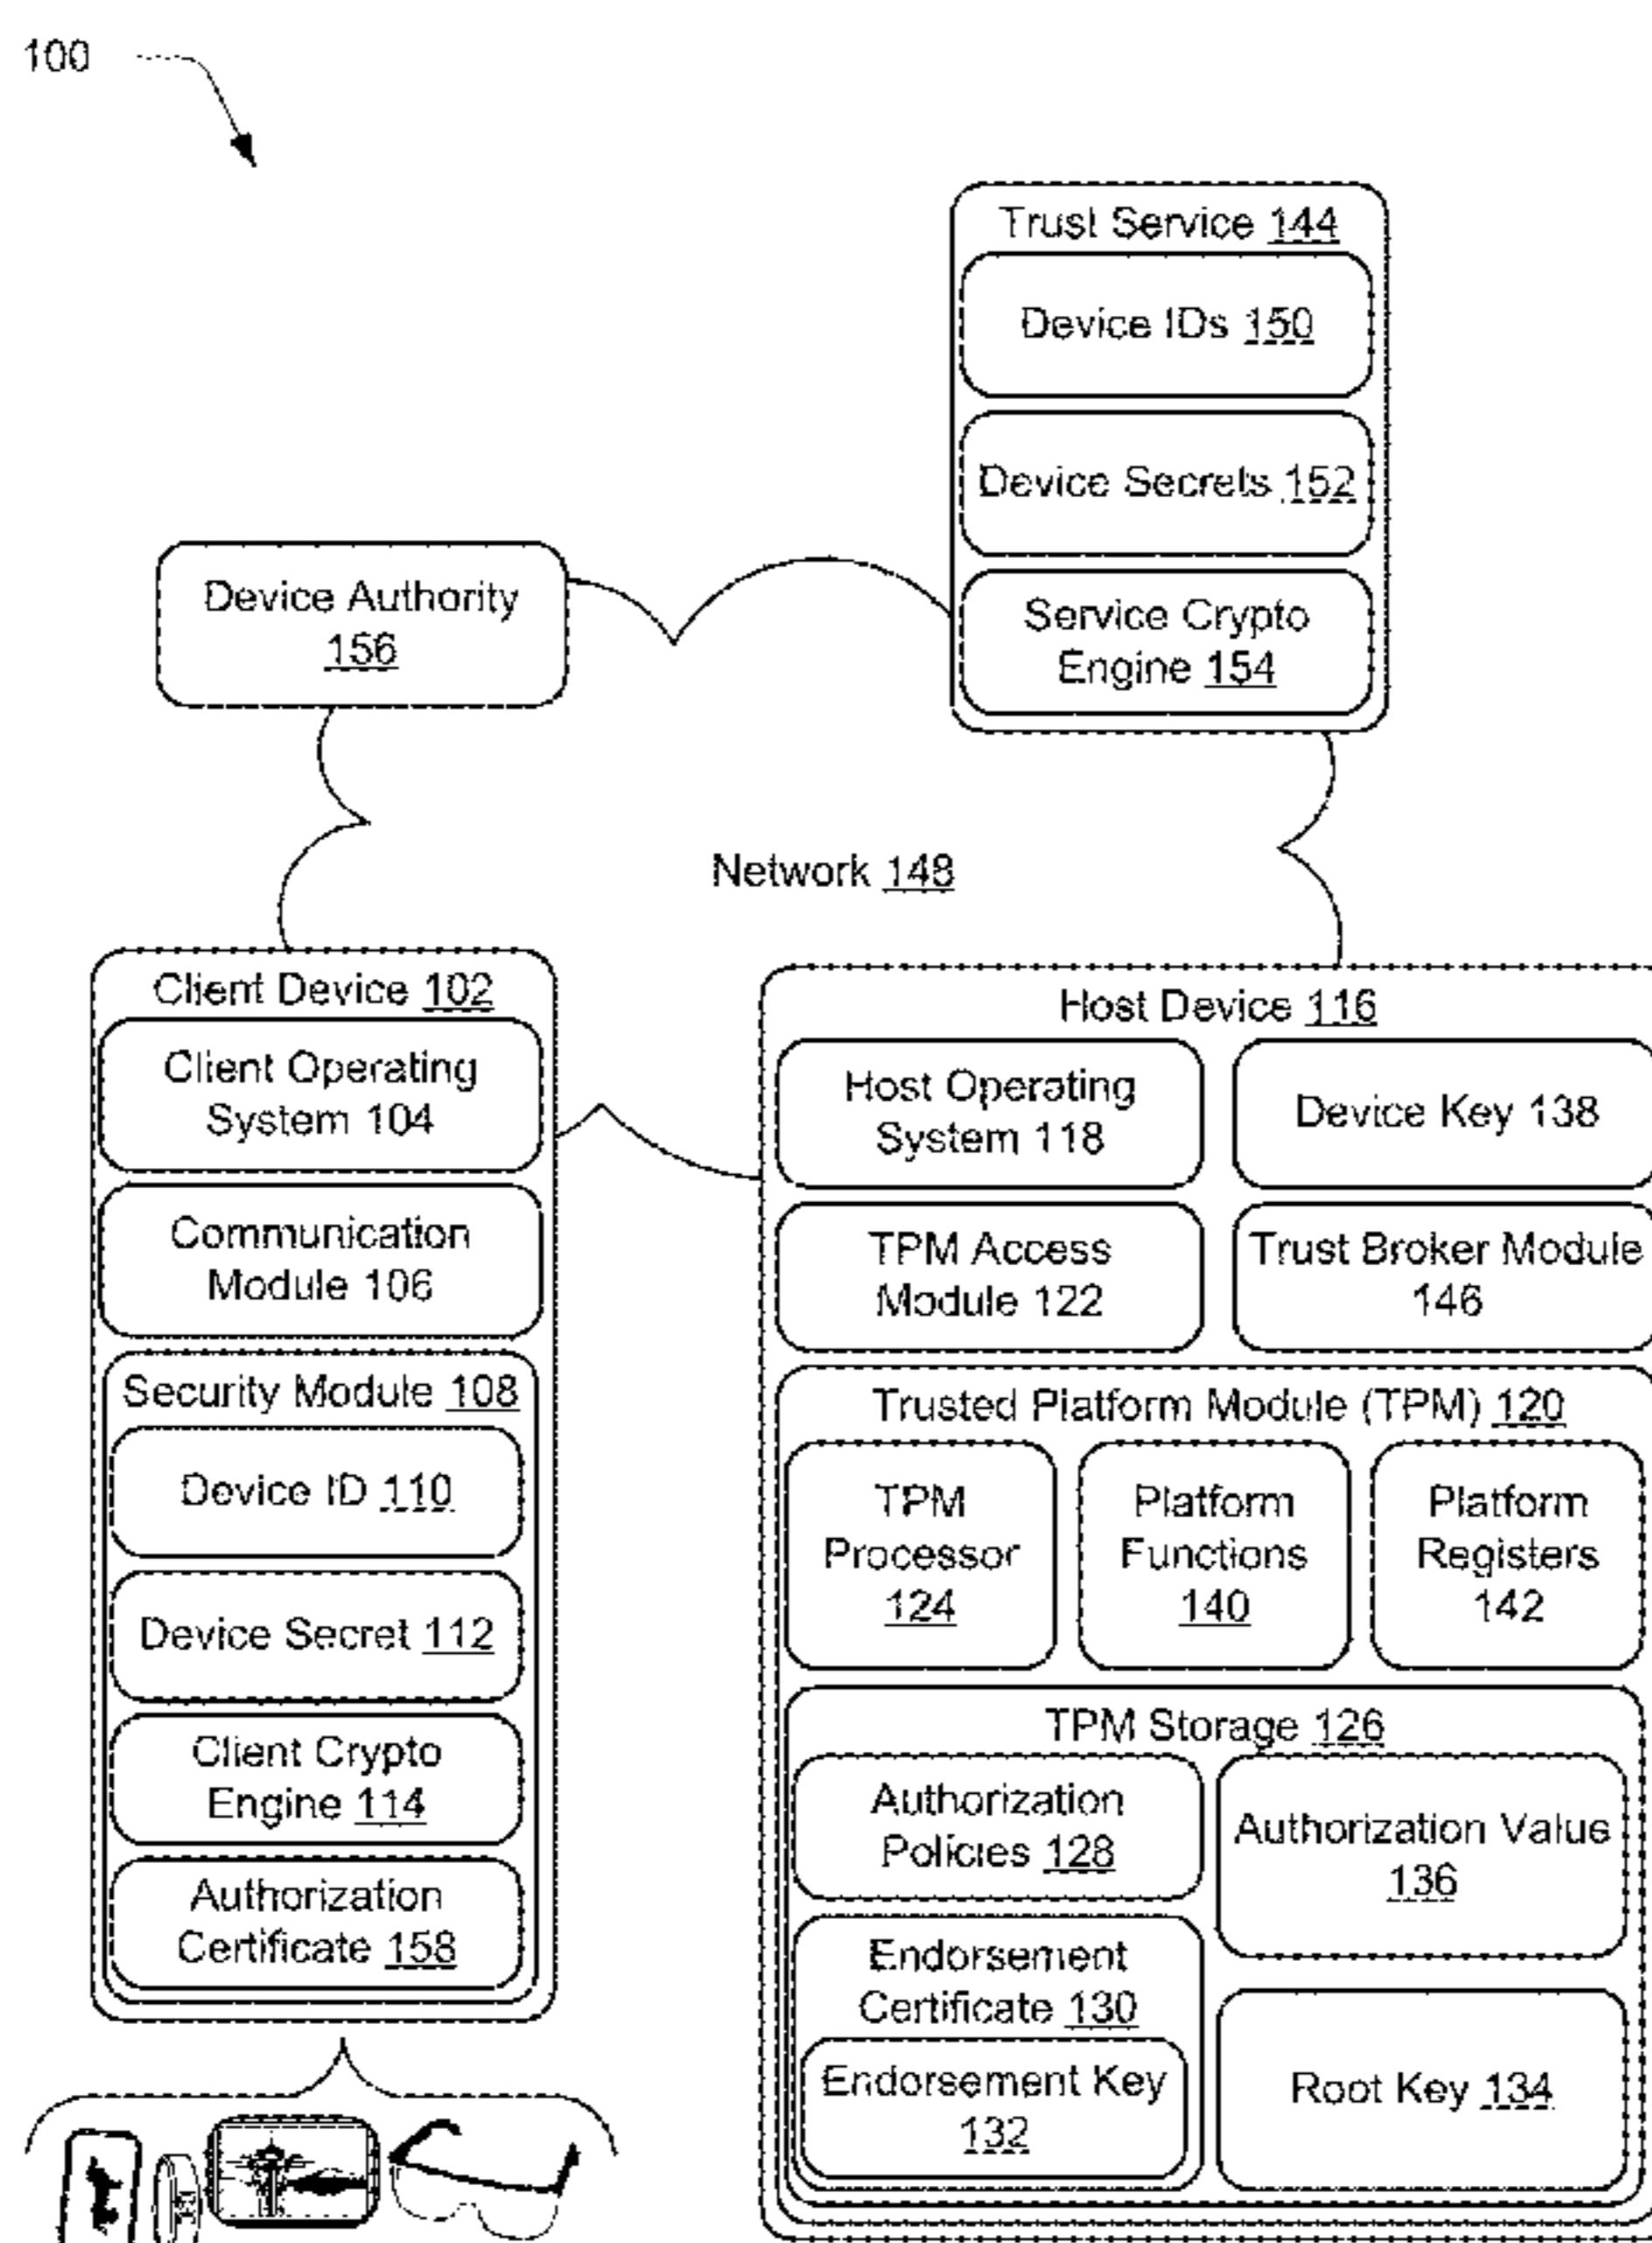 100
Trust Service 144
Device IDs 150
Device Secrets 152
Service Crypto
Engine 154
Device Authority
156
Network 148
Client Device 102
Client Operating
System 104
Communication
Module 106
Security Module 108
Device ID 110
Device Secret 112
Client Crypto
Engine 114
Authorization
Certificate 158
Host Device 116
Host Operating
System 118
Device Key 138
TPM Access
Module 122
Trust Broker Module
146
Trusted Platform Module (TPM) 120
TPM
Processor
124
Platform
Functions
140
Platform
Registers
142
TPM Storage 126
Authorization
Policies 128
Authorization Value
136
Endorsement
Certificate 130
Endorsement Key
132
Root Key 134